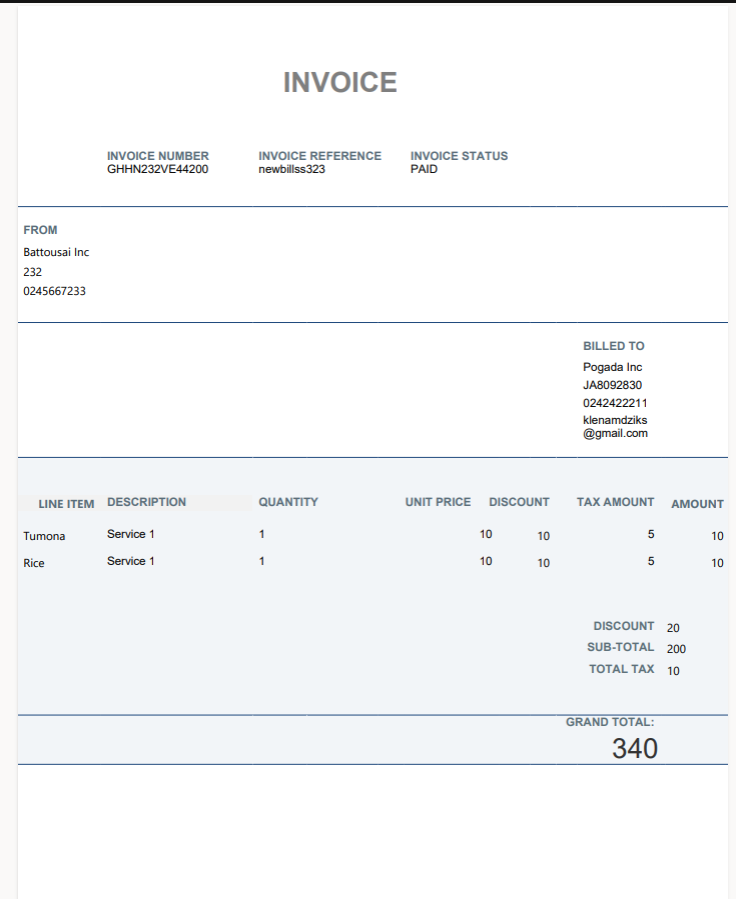 INVOICE
INVOICE NUMBER INVOICE REFERENCE INVOICE STATUS
GHHN232VE44200 newbillss323 PAID
FROM
Battousai Inc
232
0245667233
BILLED TO
Pogada Inc
JA8092830
0242422211
klenamdziks
@gmail.com
LINE ITEM DESCRIPTION QUANTITY UNIT PRICE DISCOUNT TAX AMOUNT AMOUNT
Tumona Service 1 1 10 10 5 10
Rice Service 1 1 10 10 5 10
DISCOUNT 20
SUB-TOTAL 200
TOTAL TAX 10
GRAND TOTAL:
340